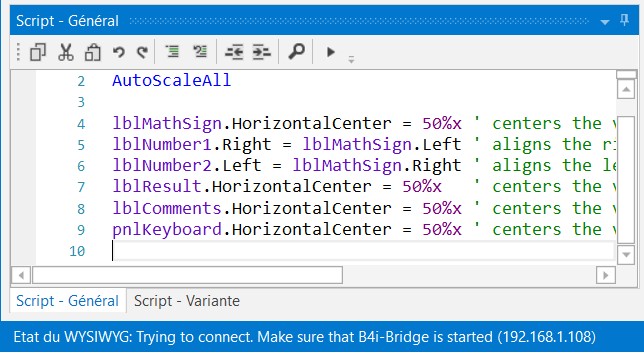 Script - Général
2 AutoScaleAll
3
4 lblMathSign.HorizontalCenter = 50%x ' centers the
5 lblNumber1.Right = lblMathSign.Left ' aligns the
6 lblNumber2.Left = lblMathSign.Right ' aligns the
7 lblResult.HorizontalCenter = 50%x ' centers the
8 lblComments.HorizontalCenter = 50%x ' centers the
9 pnlKeyboard.HorizontalCenter = 50%x ' centers the
10
Script - Général Script - Variante
Etat du WYSIWYG: Trying to connect. Make sure that B4i-Bridge is started (192.168.1.108)